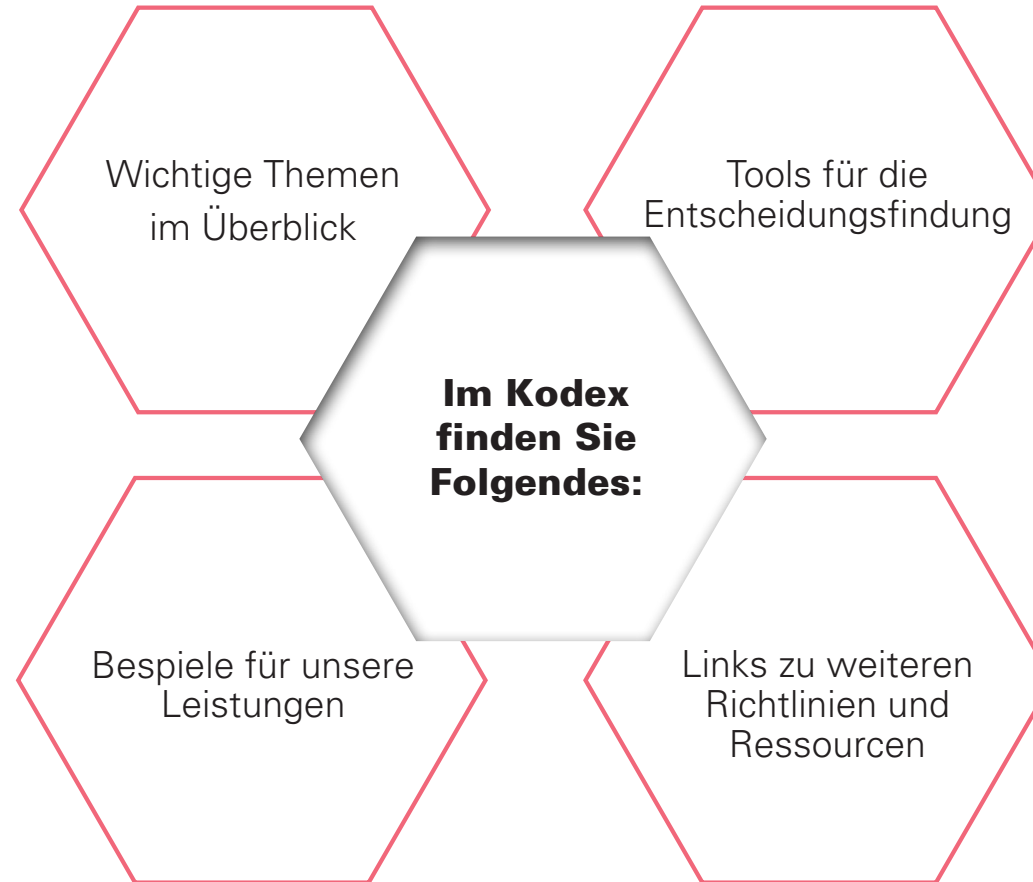 Wichtige Themen
im Überblick
Tools für die
Entscheidungsfindung
Im Kodex
finden Sie
Folgendes:
Bespiele für unsere
Leistungen
Links zu weiteren
Richtlinien und
Ressourcen